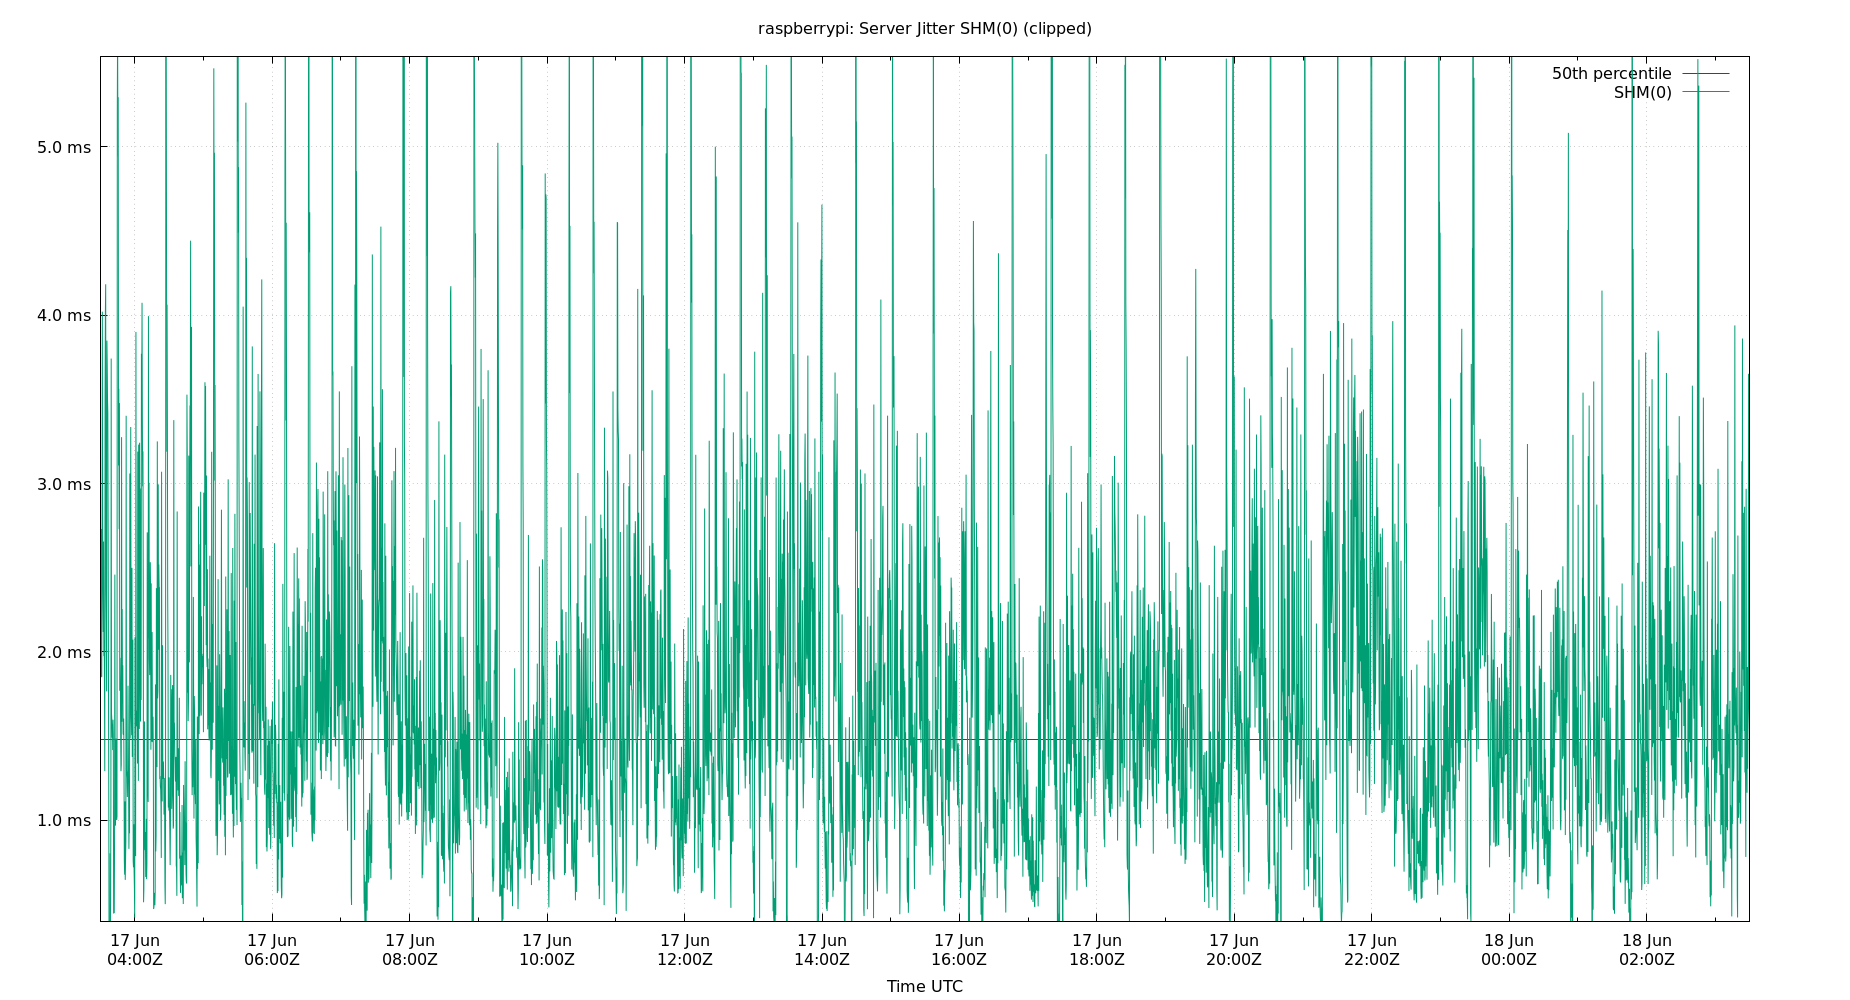 raspberrypi: Server Jitter SHM(0) (clipped)
50th percentile
SHM(0)
5.0 ms
4.0 ms
3.0 ms
2.0 ms
1.0 ms
17 Jun 17 Jun 17 Jun 17 Jun 17 Jun 17 Jun 17 Jun 17 Jun 17 Jun 17 Jun 18 Jun 18 Jun
04:00Z 06:00Z 08:00Z 10:00Z 12:00Z 14:00Z 16:00Z 18:00Z 20:00Z 22:00Z 00:00Z 02:00Z
Time UTC